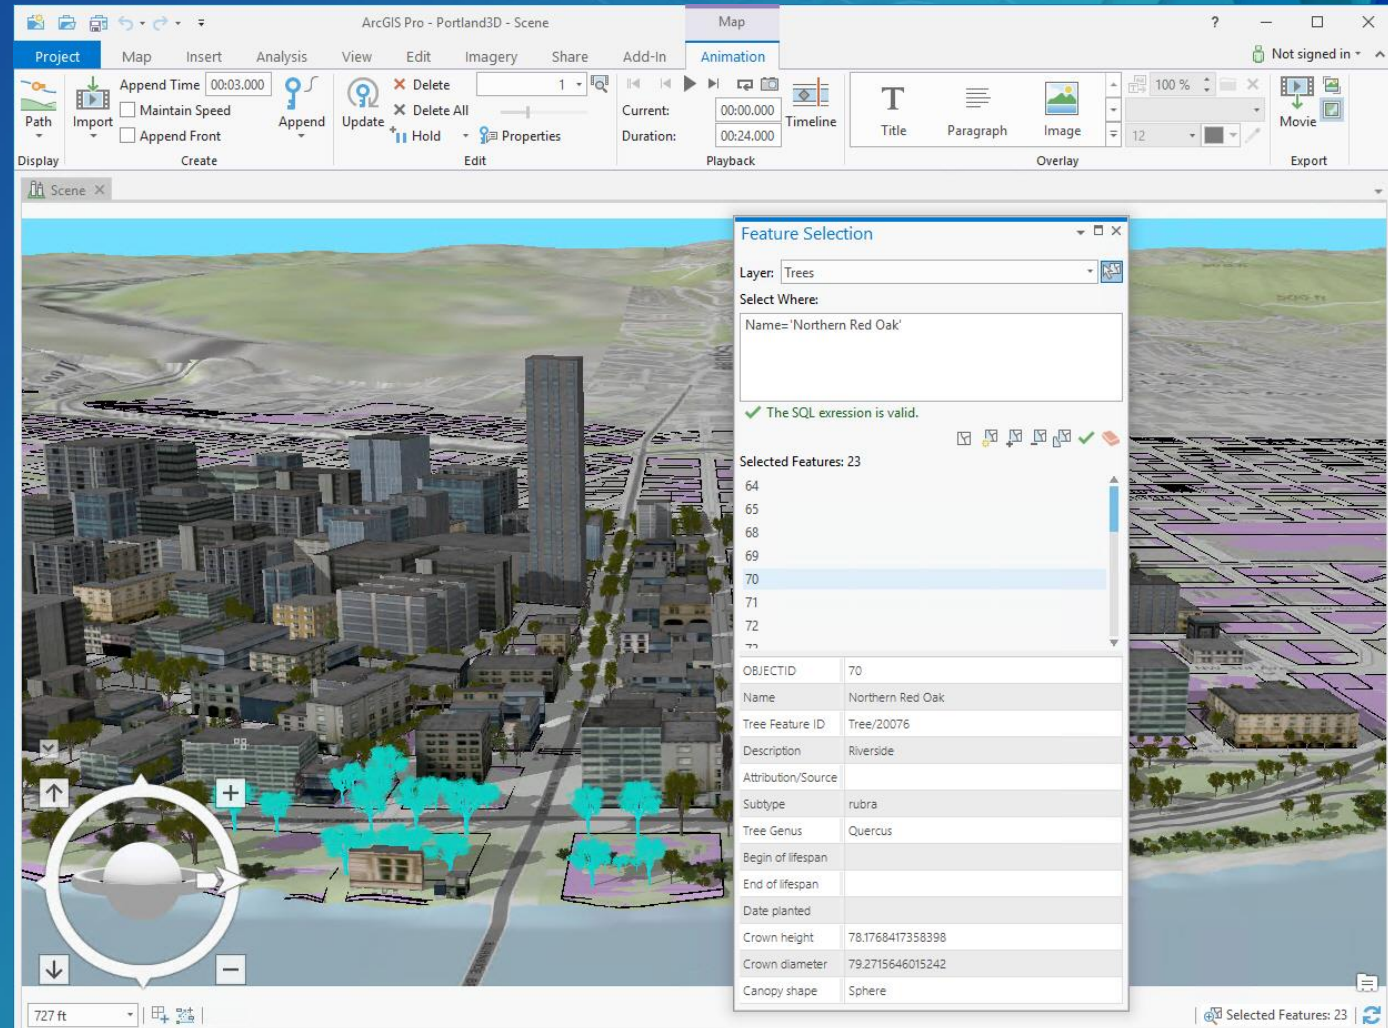 ArcGIS Pro - Portland3D - Scene
Map
?
Project Map Insert Analysis View Edit Imagery Share Add-In Animation
Not signed in
Path
Import
Append Time 00:03.000
Maintain Speed
Append Front
Append
Update
Delete
Delete All
Hold
Properties
1
Current: 00:00.000
Duration: 00:24.000
Timeline
T
Title
Paragraph
Image
100 %
12
Movie
Display Create Edit Playback Overlay Export
Scene
Feature Selection
Layer: Trees
Select Where:
Name='Northern Red Oak'
The SQL exression is valid.
Selected Features: 23
64
65
68
69
70
71
72
73
OBJECTID 70
Name Northern Red Oak
Tree Feature ID Tree/20076
Description Riverside
Attribution/Source
Subtype rubra
Tree Genus Quercus
Begin of lifespan
End of lifespan
Date planted
Crown height 78.1768417358398
Crown diameter 79.2715646015242
Canopy shape Sphere
727 ft
Selected Features: 23